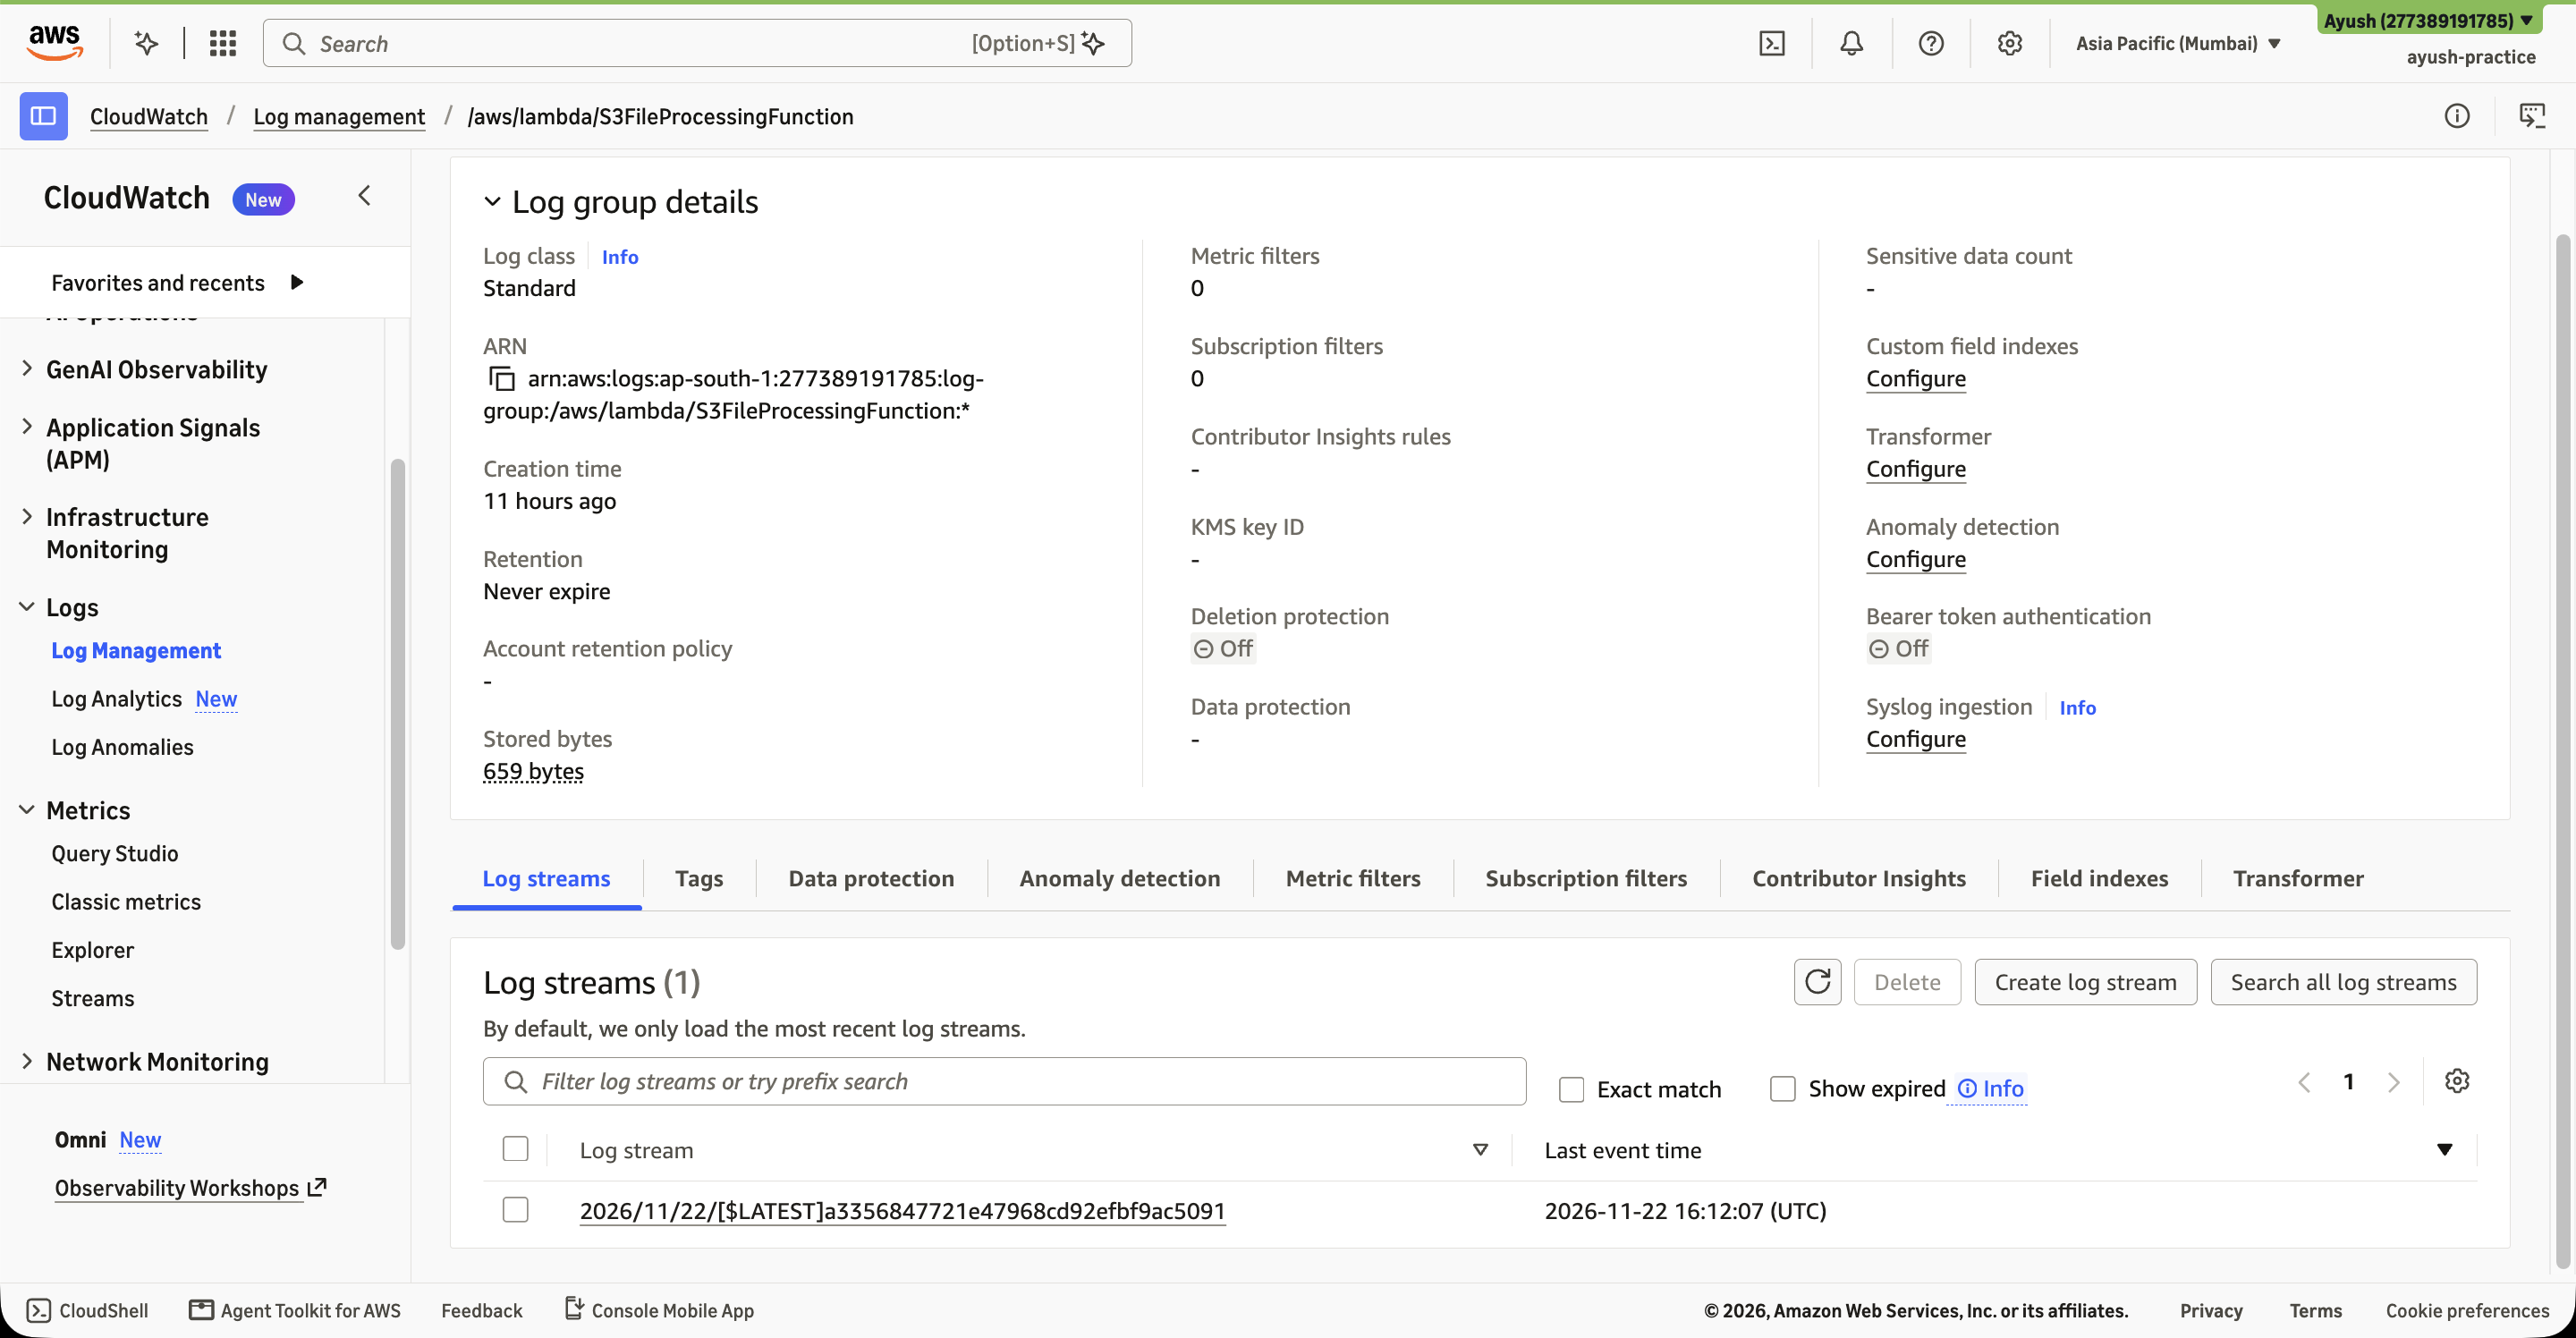 aws
Search [Option+S]
Asia Pacific (Mumbai)
Ayush (277389191785)
ayush-practice
CloudWatch / Log management / /aws/lambda/S3FileProcessingFunction
CloudWatch New
Favorites and recents
AI Operations
GenAI Observability
Application Signals
(APM)
Infrastructure
Monitoring
Logs
Log Management
Log Analytics New
Log Anomalies
Metrics
Query Studio
Classic metrics
Explorer
Streams
Network Monitoring
Omni New
Observability Workshops
Log group details
Log class Info
Standard
ARN
arn:aws:logs:ap-south-1:277389191785:log-
group:/aws/lambda/S3FileProcessingFunction:*
Creation time
11 hours ago
Retention
Never expire
Account retention policy
-
Stored bytes
659 bytes
Metric filters
0
Subscription filters
0
Contributor Insights rules
-
KMS key ID
-
Deletion protection
Off
Data protection
-
Sensitive data count
-
Custom field indexes
Configure
Transformer
Configure
Anomaly detection
Configure
Bearer token authentication
Off
Syslog ingestion Info
Configure
Log streams Tags Data protection Anomaly detection Metric filters Subscription filters Contributor Insights Field indexes Transformer
Log streams (1)
Delete Create log stream Search all log streams
By default, we only load the most recent log streams.
Filter log streams or try prefix search
Exact match Show expired Info
1
Log stream Last event time
2026/11/22/[$LATEST]a3356847721e47968cd92efbf9ac5091 2026-11-22 16:12:07 (UTC)
CloudShell Agent Toolkit for AWS Feedback Console Mobile App
© 2026, Amazon Web Services, Inc. or its affiliates. Privacy Terms Cookie preferences